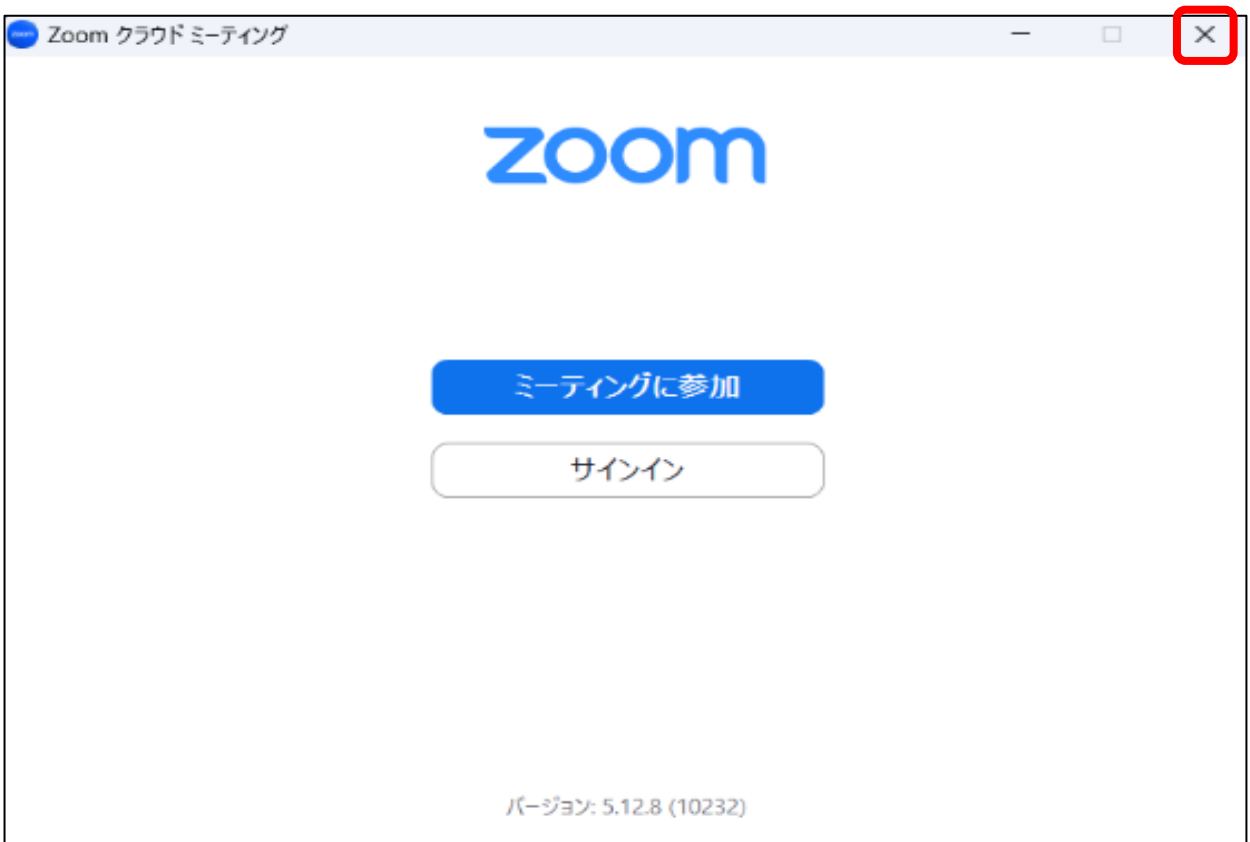 zoom Zoom クラウド ミーティング
zoom
ミーティングに参加
サインイン
バージョン: 5.12.8 (10232)